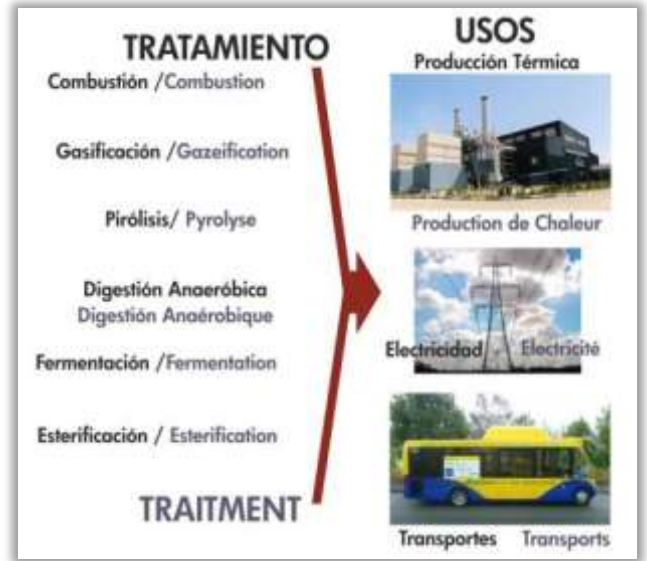 TRATAMIENTO
Combustión /Combustion
Gasificación /Gazeification
Pirólisis/ Pyrolyse
Digestión Anaeróbica
Digestión Anaérobique
Fermentación /Fermentation
Esterificación / Esterification
TRAITMENT
USOS
Producción Térmica
Production de Chaleur
Electricidad Electricité
Transportes Transports